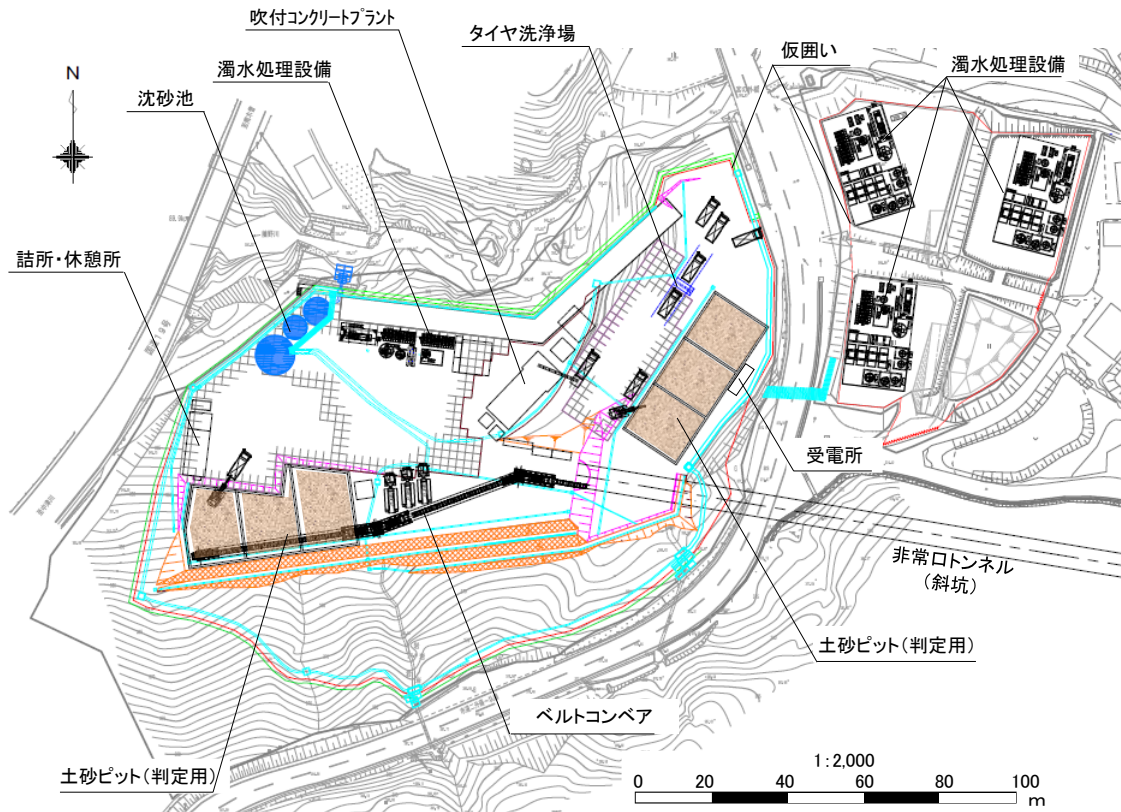 吹付コンクリートプラント
タイヤ洗浄場
仮囲い
濁水処理設備
濁水処理設備
沈砂池
N
詰所・休憩所
受電所
非常口トンネル
(斜坑)
土砂ピット(判定用)
ベルトコンベア
土砂ピット(判定用)
1:2,000
0 20 40 60 80 100
m